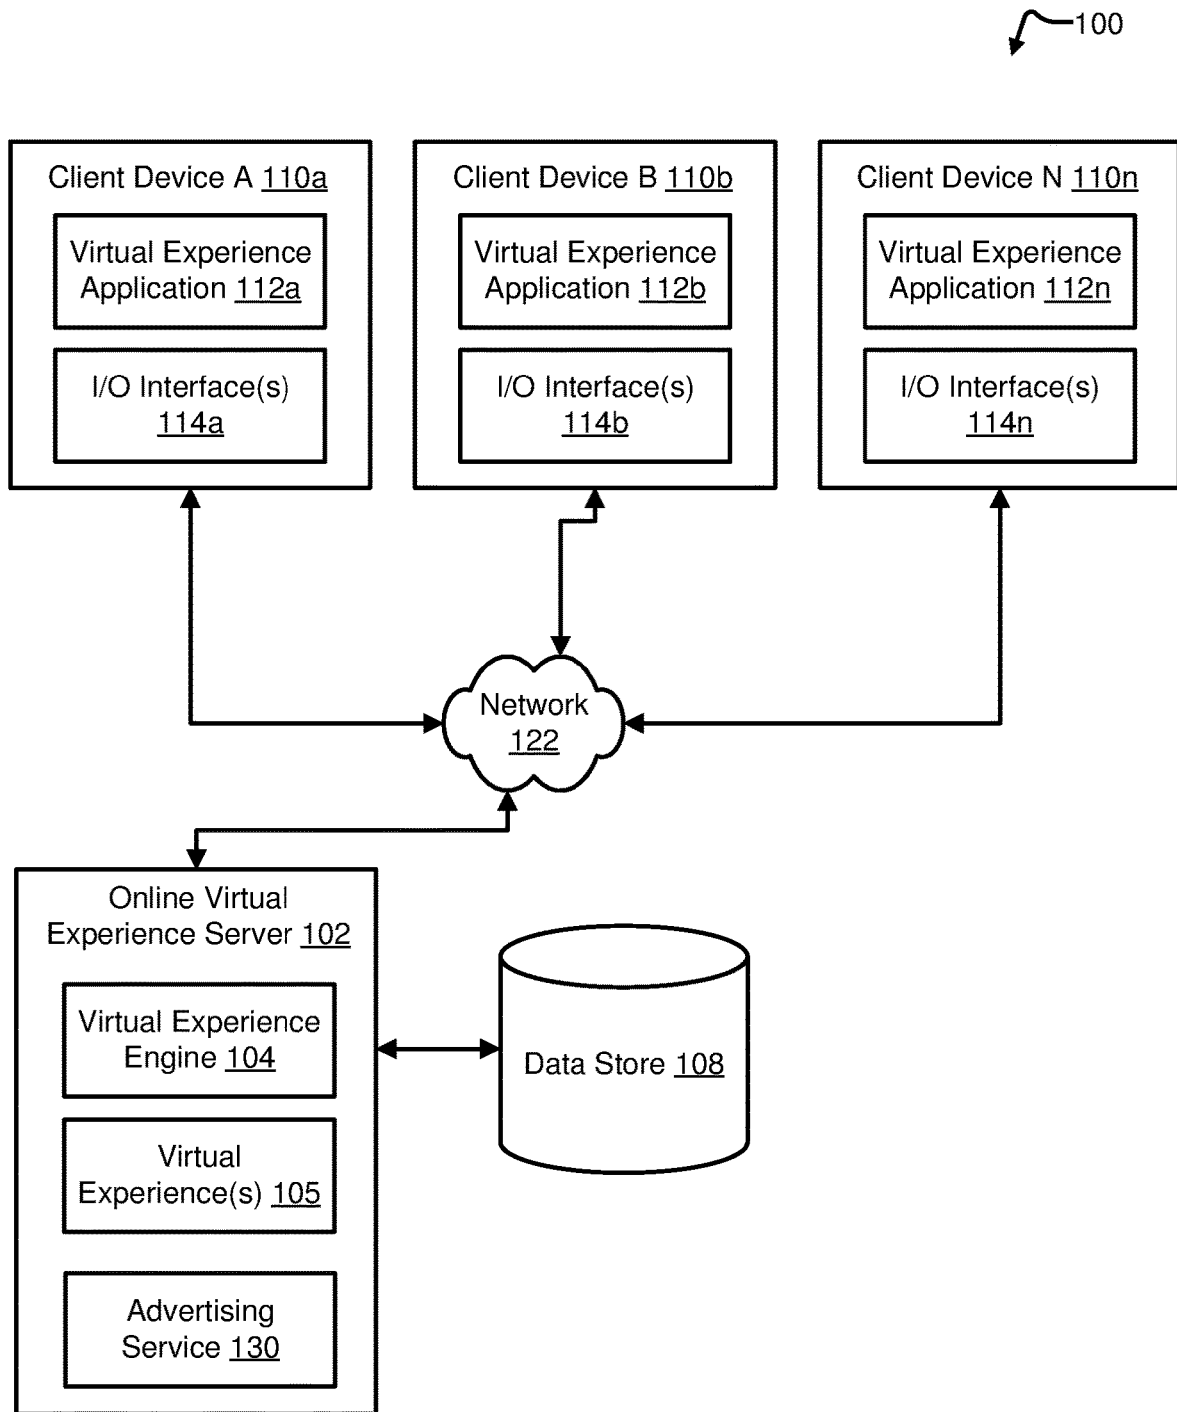 100
Client Device A 110a
Virtual Experience
Application 112a
I/O Interface(s)
114a
Client Device B 110b
Virtual Experience
Application 112b
I/O Interface(s)
114b
Client Device N 110n
Virtual Experience
Application 112n
I/O Interface(s)
114n
Network
122
Online Virtual
Experience Server 102
Virtual Experience
Engine 104
Virtual
Experience(s) 105
Advertising
Service 130
Data Store 108